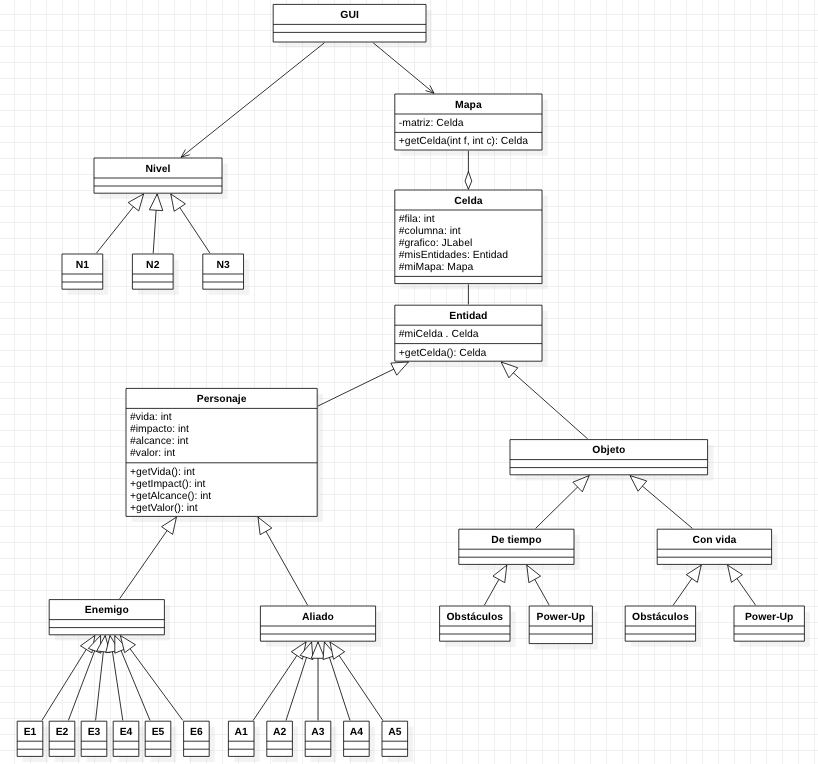 GUI
Mapa
-matriz: Celda
+getCelda(int f, int c): Celda
Nivel
N1
N2
N3
Celda
#fila: int
#columna: int
#grafico: JLabel
#misEntidades: Entidad
#miMapa: Mapa
Entidad
#miCelda . Celda
+getCelda(): Celda
Personaje
#vida: int
#impacto: int
#alcance: int
#valor: int
+getVida(): int
+getImpact(): int
+getAlcance(): int
+getValor(): int
Objeto
De tiempo
Con vida
Enemigo
Aliado
Obstáculos
Power-Up
Obstáculos
Power-Up
E1
E2
E3
E4
E5
E6
A1
A2
A3
A4
A5